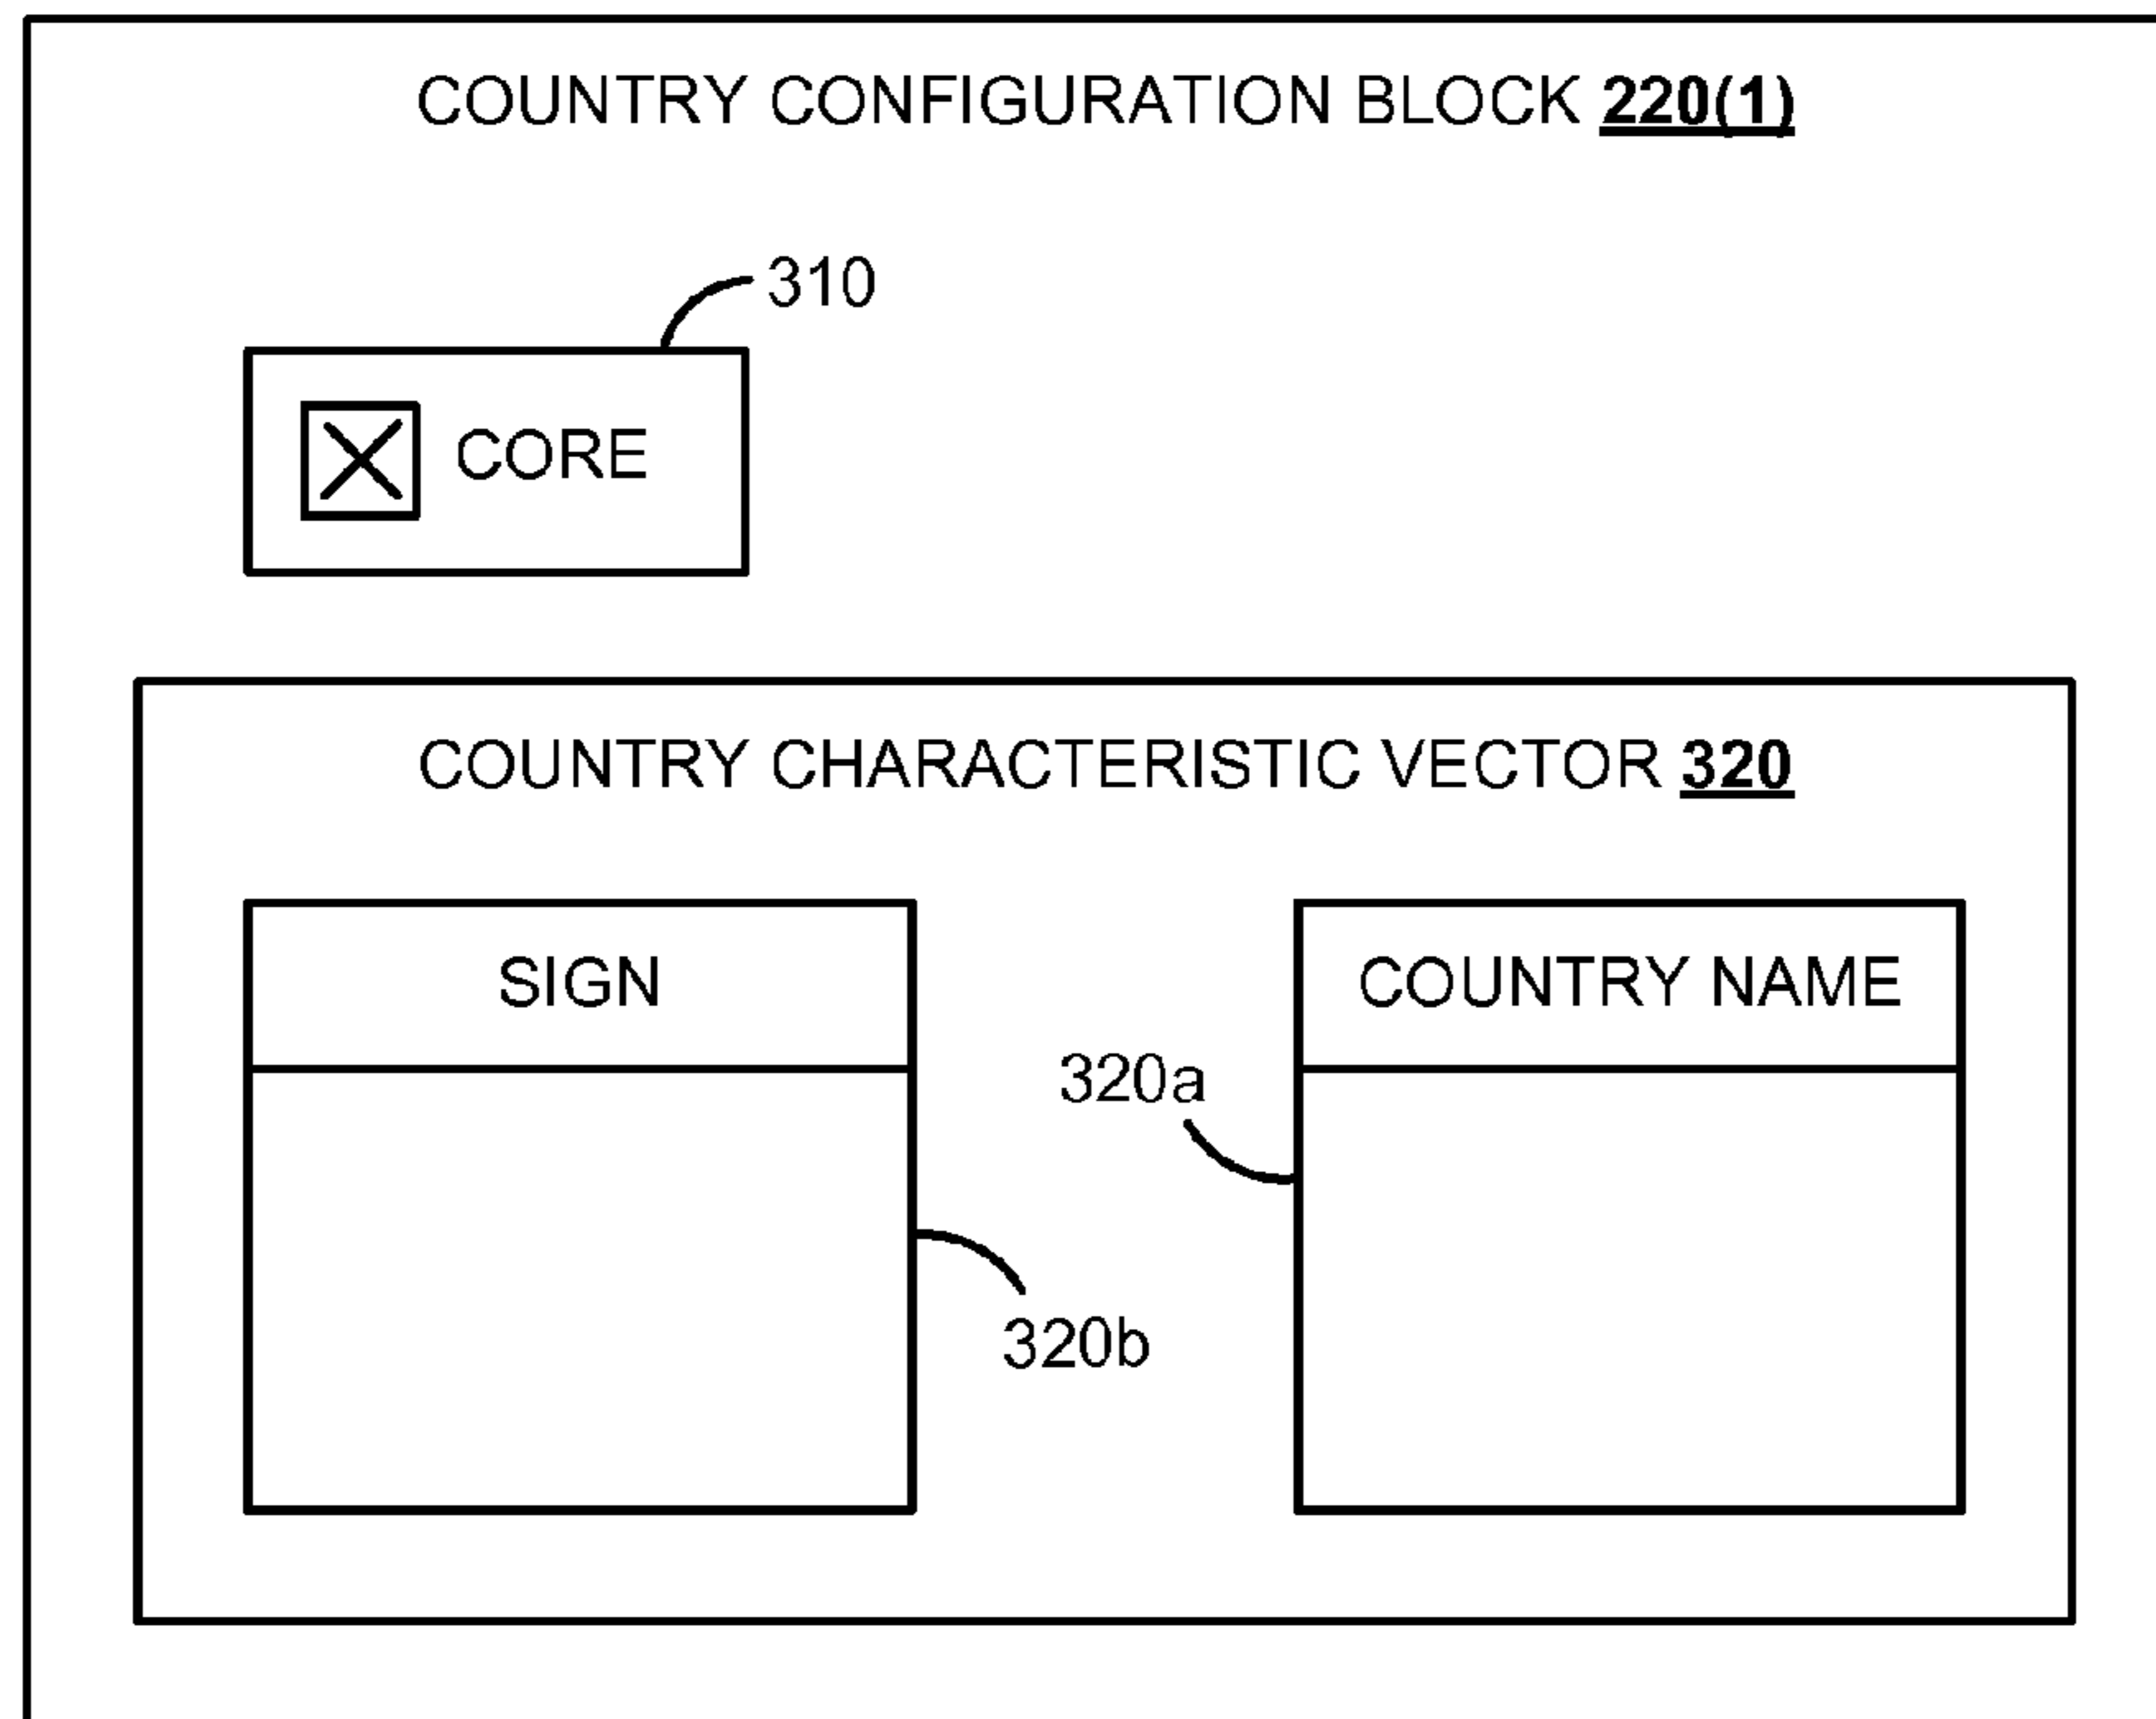 COUNTRY CONFIGURATION BLOCK 220(1)
310
CORE
COUNTRY CHARACTERISTIC VECTOR 320
SIGN
COUNTRY NAME
320a
320b